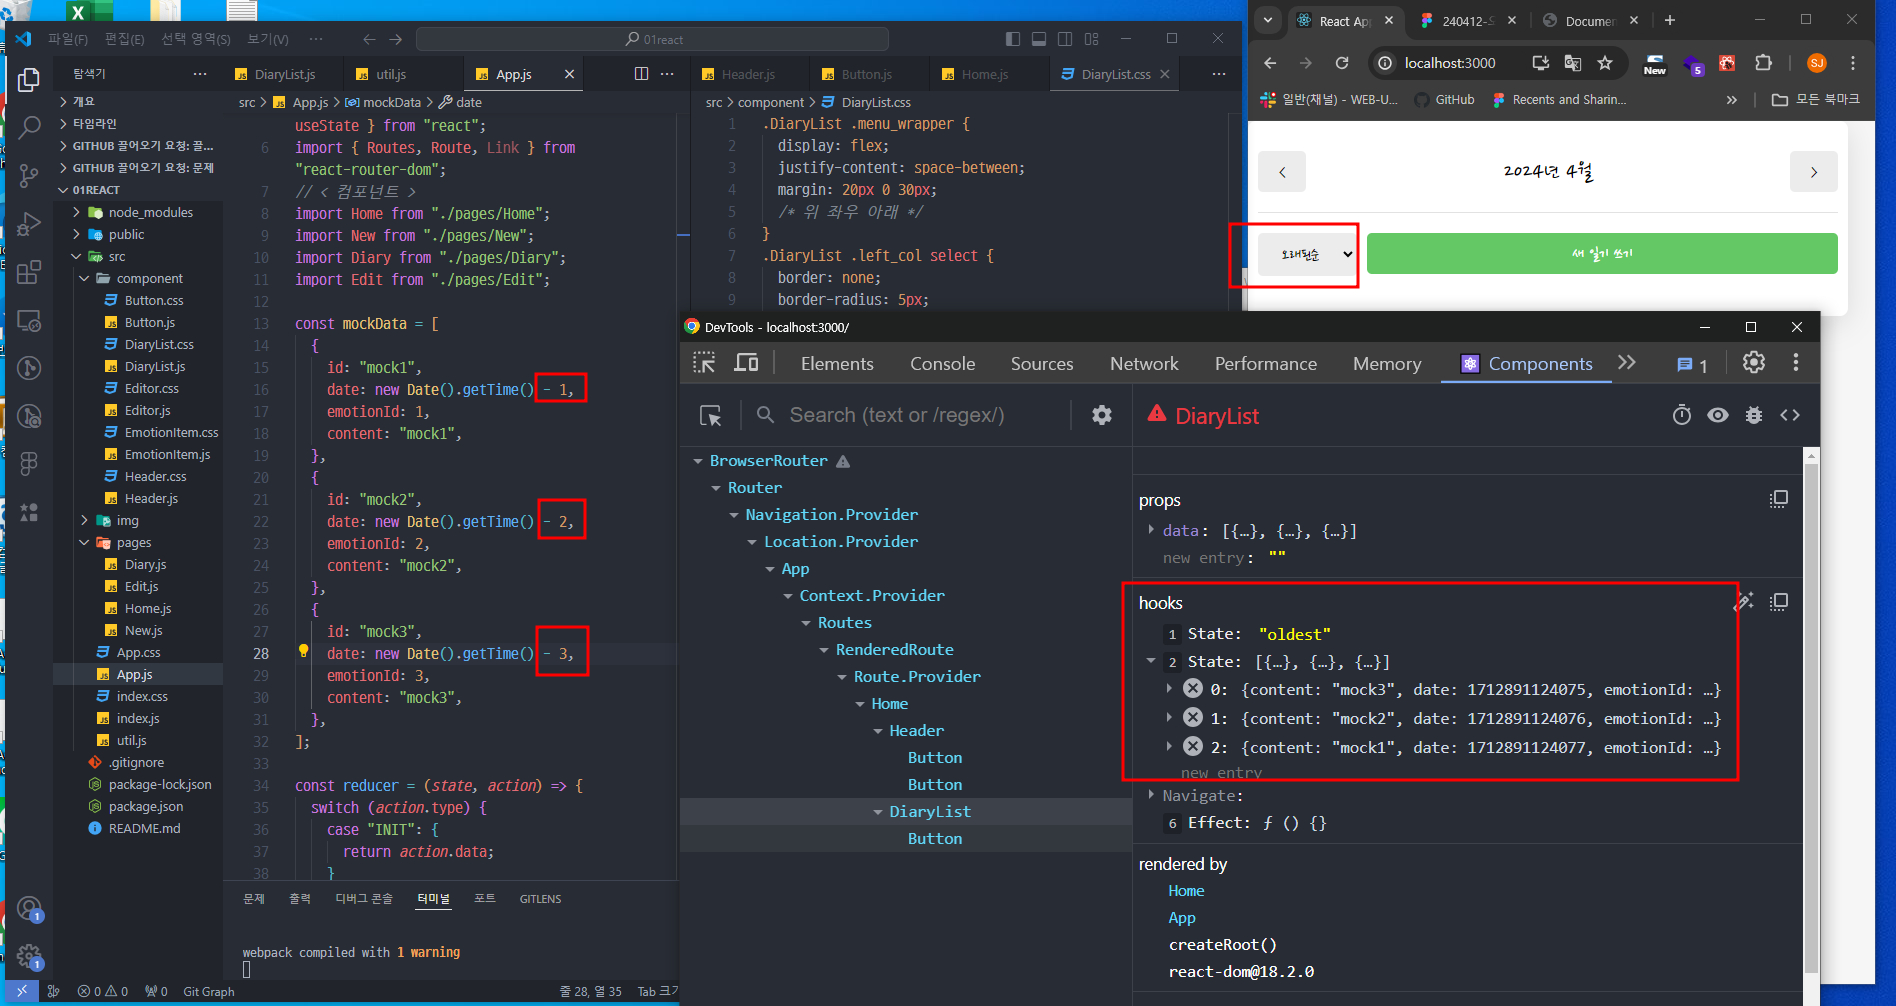 파일(F) 편집(E) 선택 영역(S) 보기(V) ··· 01react
탐색기 ···
개요
타임라인
GITHUB 끌어오기 요청: 끌...
GITHUB 끌어오기 요청: 문제
01REACT
node_modules
public
src
component
Button.css
Button.js
DiaryList.css
DiaryList.js
Editor.css
Editor.js
EmotionItem.css
EmotionItem.js
Header.css
Header.js
img
pages
Diary.js
Edit.js
Home.js
New.js
App.css
App.js
index.css
index.js
util.js
.gitignore
package-lock.json
package.json
README.md
DiaryList.js util.js App.js
src > App.js > mockData > date
useState } from "react";
6 import { Routes, Route, Link } from
"react-router-dom";
7 // < 컴포넌트 >
8 import Home from "./pages/Home";
9 import New from "./pages/New";
10 import Diary from "./pages/Diary";
11 import Edit from "./pages/Edit";
12
13 const mockData = [
14 {
15 id: "mock1",
16 date: new Date().getTime() - 1,
17 emotionId: 1,
18 content: "mock1",
19 },
20 {
21 id: "mock2",
22 date: new Date().getTime() - 2,
23 emotionId: 2,
24 content: "mock2",
25 },
26 {
27 id: "mock3",
28 date: new Date().getTime() - 3,
29 emotionId: 3,
30 content: "mock3",
31 },
32 ];
33
34 const reducer = (state, action) => {
35 switch (action.type) {
36 case "INIT": {
37 return action.data;
38 }
문제 출력 디버그 콘솔 터미널 포트 GITLENS
webpack compiled with 1 warning
0 0 0 Git Graph 줄 28, 열 35 Tab 크기
Header.js Button.js Home.js DiaryList.css
src > component > DiaryList.css
1 .DiaryList .menu_wrapper {
2 display: flex;
3 justify-content: space-between;
4 margin: 20px 0 30px;
5 /* 위 좌우 아래 */
6 }
7 .DiaryList .left_col select {
8 border: none;
9 border-radius: 5px;
React Ap 240412- Documen
localhost:3000 New 5 SJ
일반(채널) - WEB-U... GitHub Recents and Sharin... » 모든 북마크
< 2024년 4월 >
오래된순 새 일기 쓰기
DevTools - localhost:3000/
Elements Console Sources Network Performance Memory Components 1
Search (text or /regex/)
BrowserRouter
Router
Navigation.Provider
Location.Provider
App
Context.Provider
Routes
RenderedRoute
Route.Provider
Home
Header
Button
Button
DiaryList
Button
DiaryList
props
data: [{…}, {…}, {…}]
new entry: ""
hooks
1 State: "oldest"
2 State: [{…}, {…}, {…}]
0: {content: "mock3", date: 1712891124075, emotionId: …}
1: {content: "mock2", date: 1712891124076, emotionId: …}
2: {content: "mock1", date: 1712891124077, emotionId: …}
new entry
Navigate:
6 Effect: ƒ () {}
rendered by
Home
App
createRoot()
react-dom@18.2.0